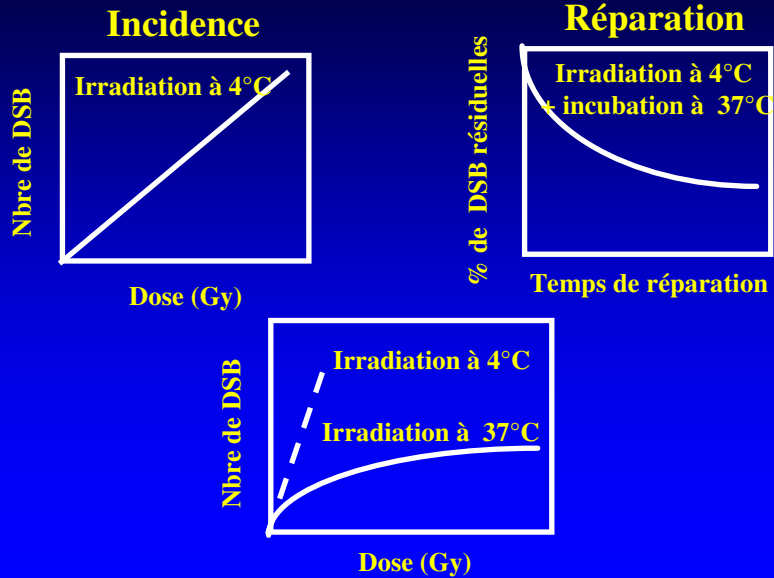 Incidence
Nbre de DSB
Irradiation à 4°C
Dose (Gy)
Réparation
% de DSB résiduelles
Irradiation à 4°C
+ incubation à 37°C
Temps de réparation
Nbre de DSB
Irradiation à 4°C
Irradiation à 37°C
Dose (Gy)